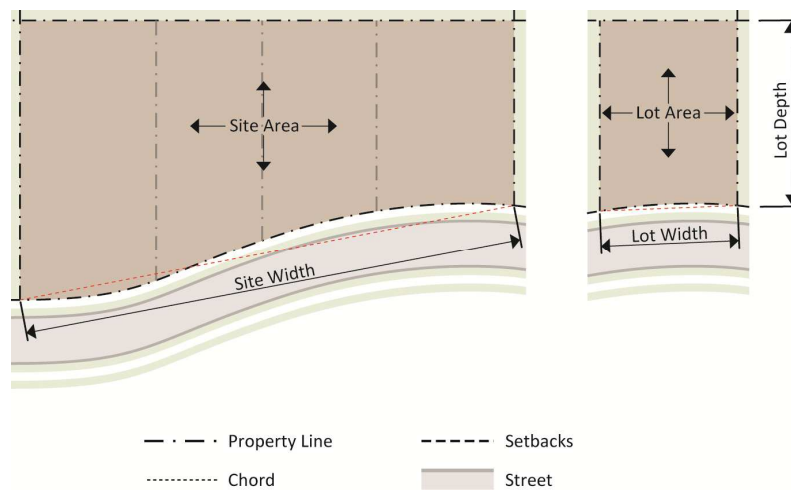 Site Area
Lot Area
Lot Depth
Site Width
Lot Width
Property Line
Setbacks
Chord
Street